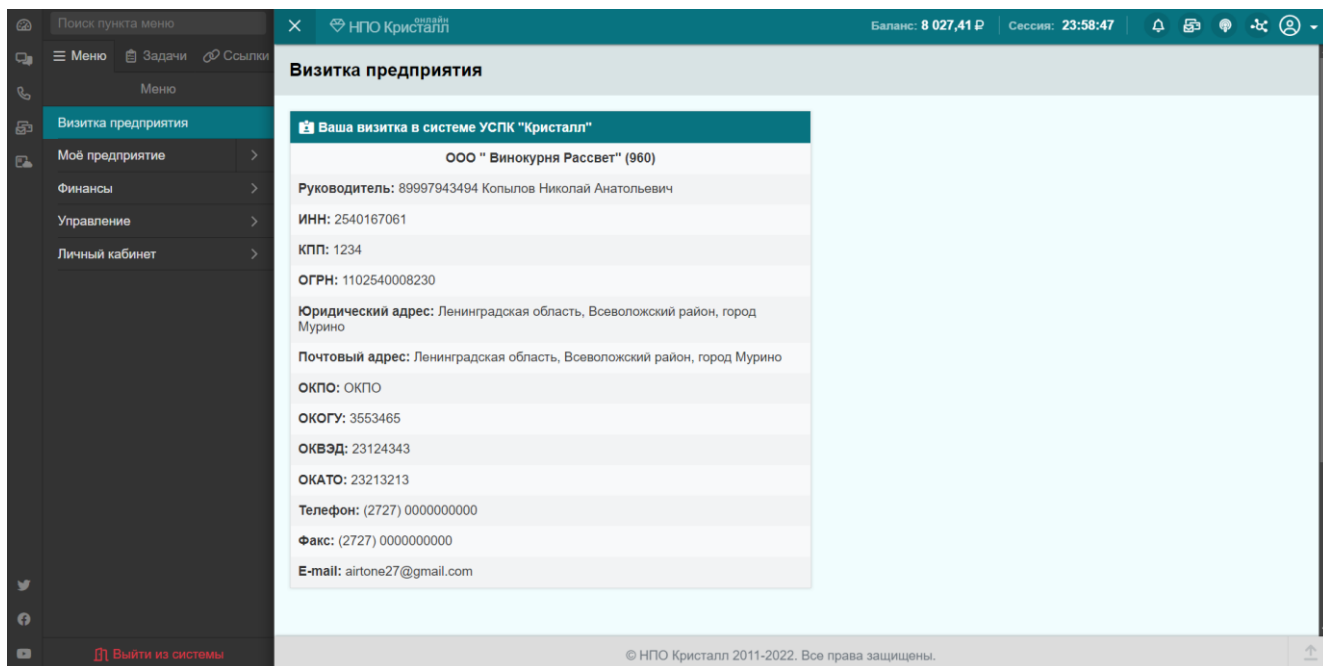 Поиск пункта меню
НПО Кристалл онлайн
Баланс: 8 027,41 ₽
Сессия: 23:58:47
Меню
Задачи
Ссылки
Меню
Визитка предприятия
Моё предприятие
Финансы
Управление
Личный кабинет
Выйти из системы
Визитка предприятия
Ваша визитка в системе УСПК "Кристалл"
ООО " Винокурня Рассвет" (960)
Руководитель: 89997943494 Копылов Николай Анатольевич
ИНН: 2540167061
КПП: 1234
ОГРН: 1102540008230
Юридический адрес: Ленинградская область, Всеволожский район, город
Мурино
Почтовый адрес: Ленинградская область, Всеволожский район, город Мурино
ОКПО: ОКПО
ОКОГУ: 3553465
ОКВЭД: 23124343
ОКАТО: 23213213
Телефон: (2727) 0000000000
Факс: (2727) 0000000000
E-mail: airtone27@gmail.com
© НПО Кристалл 2011-2022. Все права защищены.